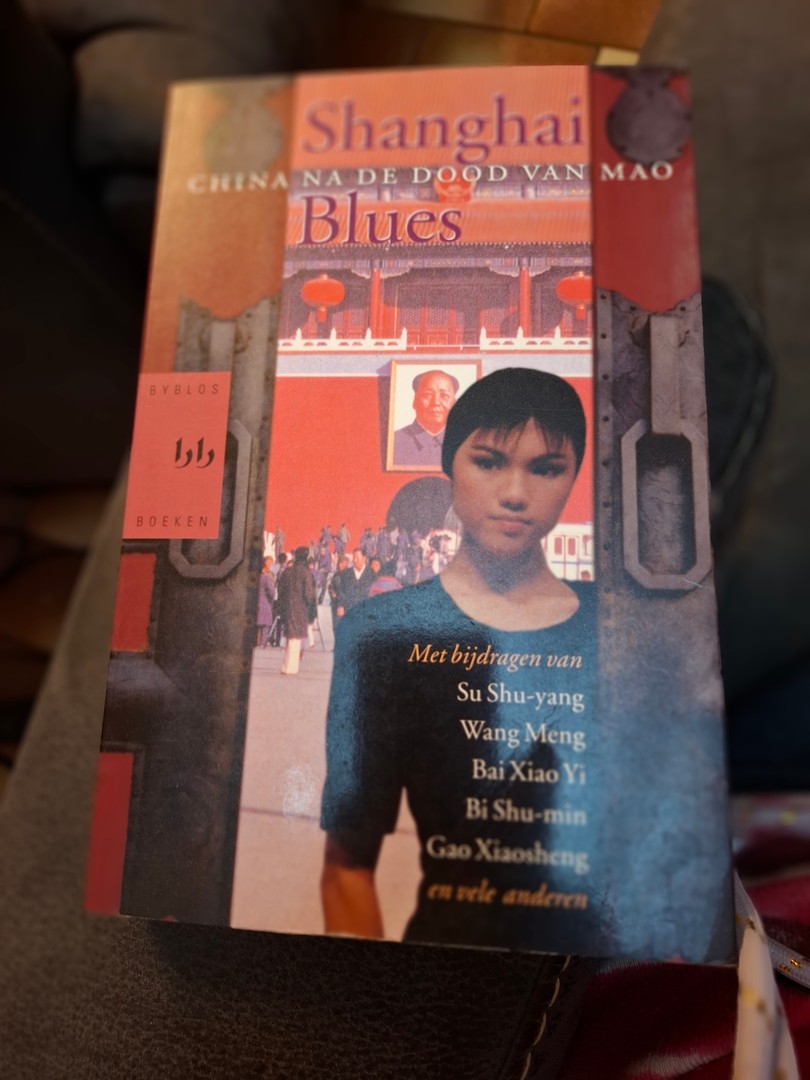 Shanghai
CHINA NA DE DOOD VAN MAO
Blues
BYBLOS
bb
BOEKEN
Met bijdragen van
Su Shu-yang
Wang Meng
Bai Xiao Yi
Bi Shu-min
Gao Xiaosheng
en vele anderen